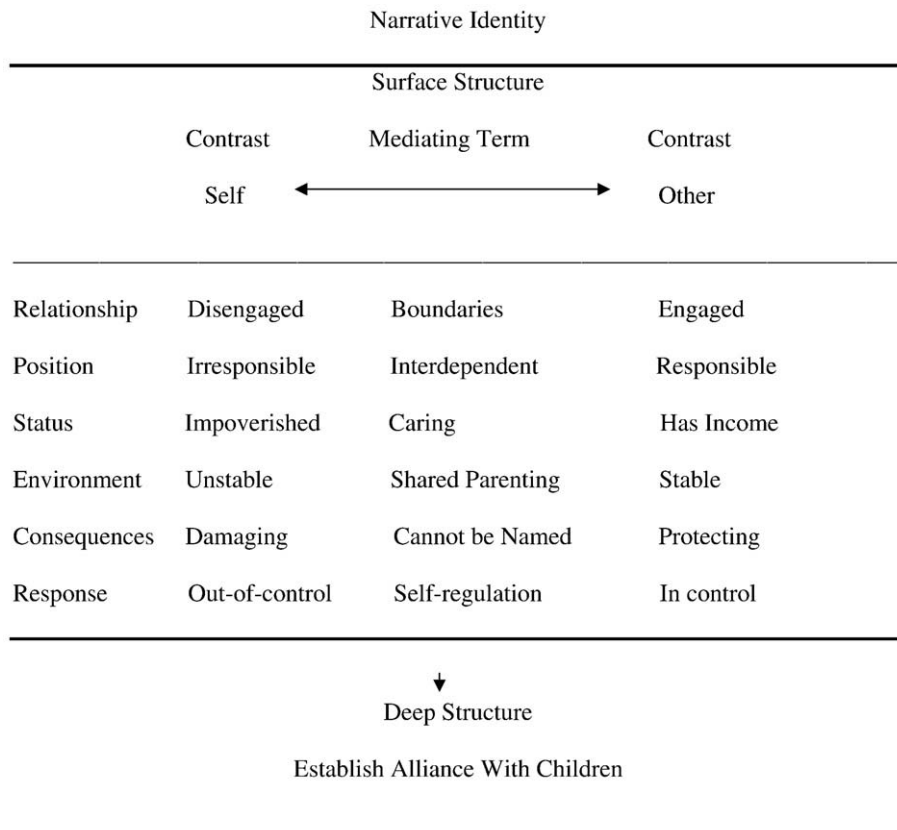 Narrative Identity
Surface Structure
Contrast Mediating Term Contrast
Self Other
Relationship Disengaged Boundaries Engaged
Position Irresponsible Interdependent Responsible
Status Impoverished Caring Has Income
Environment Unstable Shared Parenting Stable
Consequences Damaging Cannot be Named Protecting
Response Out-of-control Self-regulation In control
Deep Structure
Establish Alliance With Children